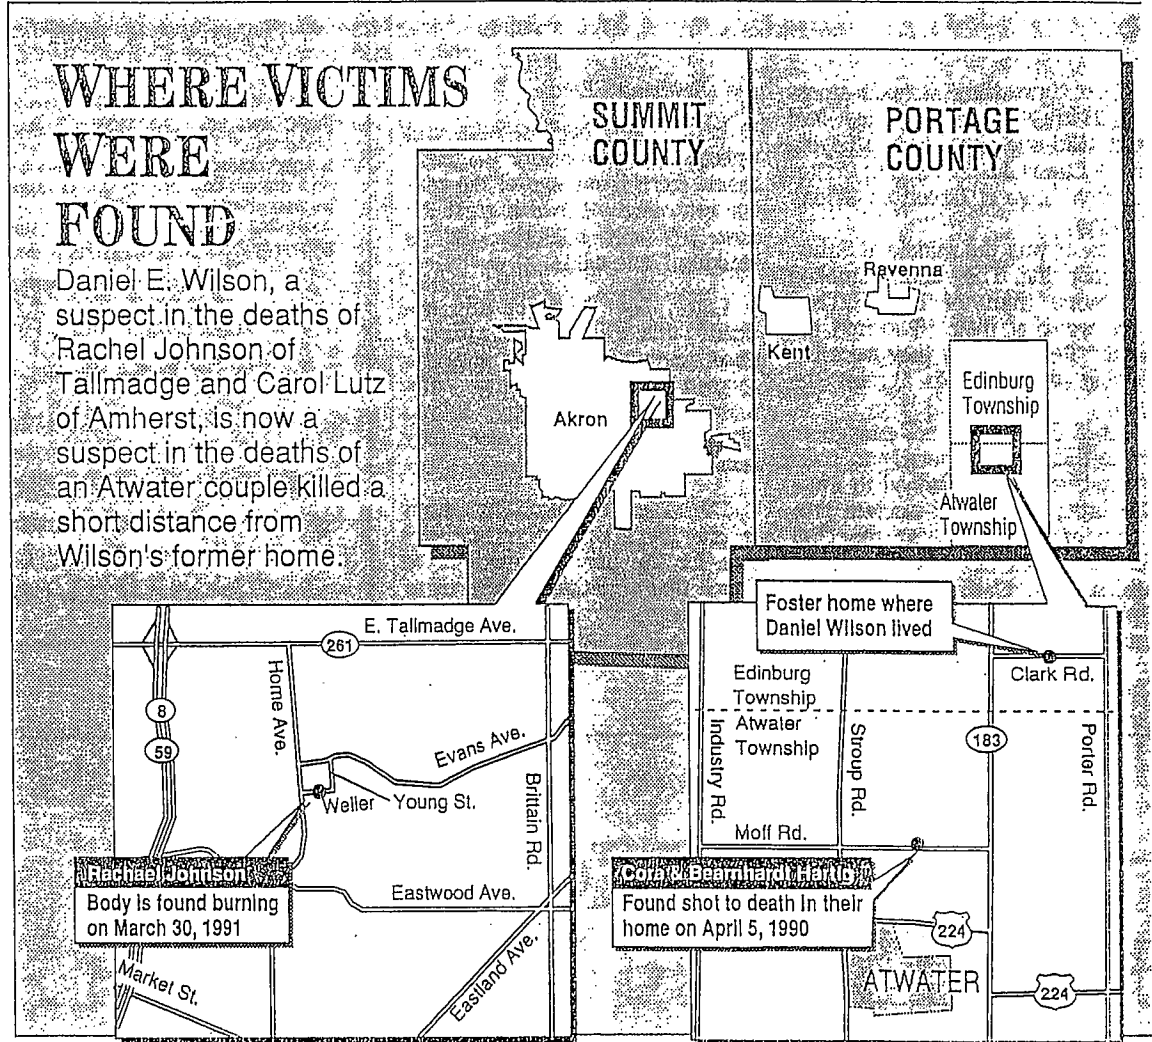 WHERE VICTIMS
WERE
FOUND
Daniel E. Wilson, a
suspect in the deaths of
Rachel Johnson of
Tallmadge and Carol Lutz
of Amherst, is now a
suspect in the deaths of
an Atwater couple killed a
short distance from
Wilson's former home.
SUMMIT
COUNTY
PORTAGE
COUNTY
Ravenna
Kent
Akron
Edinburg
Township
Atwater
Township
E. Tallmadge Ave.
261
Home Ave.
8
59
Evans Ave.
Brittain Rd.
Weller
Young St.
Rachael Johnson
Body is found burning
on March 30, 1991
Eastwood Ave.
Eastland Ave.
Market St.
Foster home where
Daniel Wilson lived
Clark Rd.
Edinburg
Township
Atwater
Township
Industry Rd.
Stroup Rd.
183
Porter Rd.
Moff Rd.
Cora & Bearnhardt Hartig
Found shot to death in their
home on April 5, 1990
224
ATWATER
224